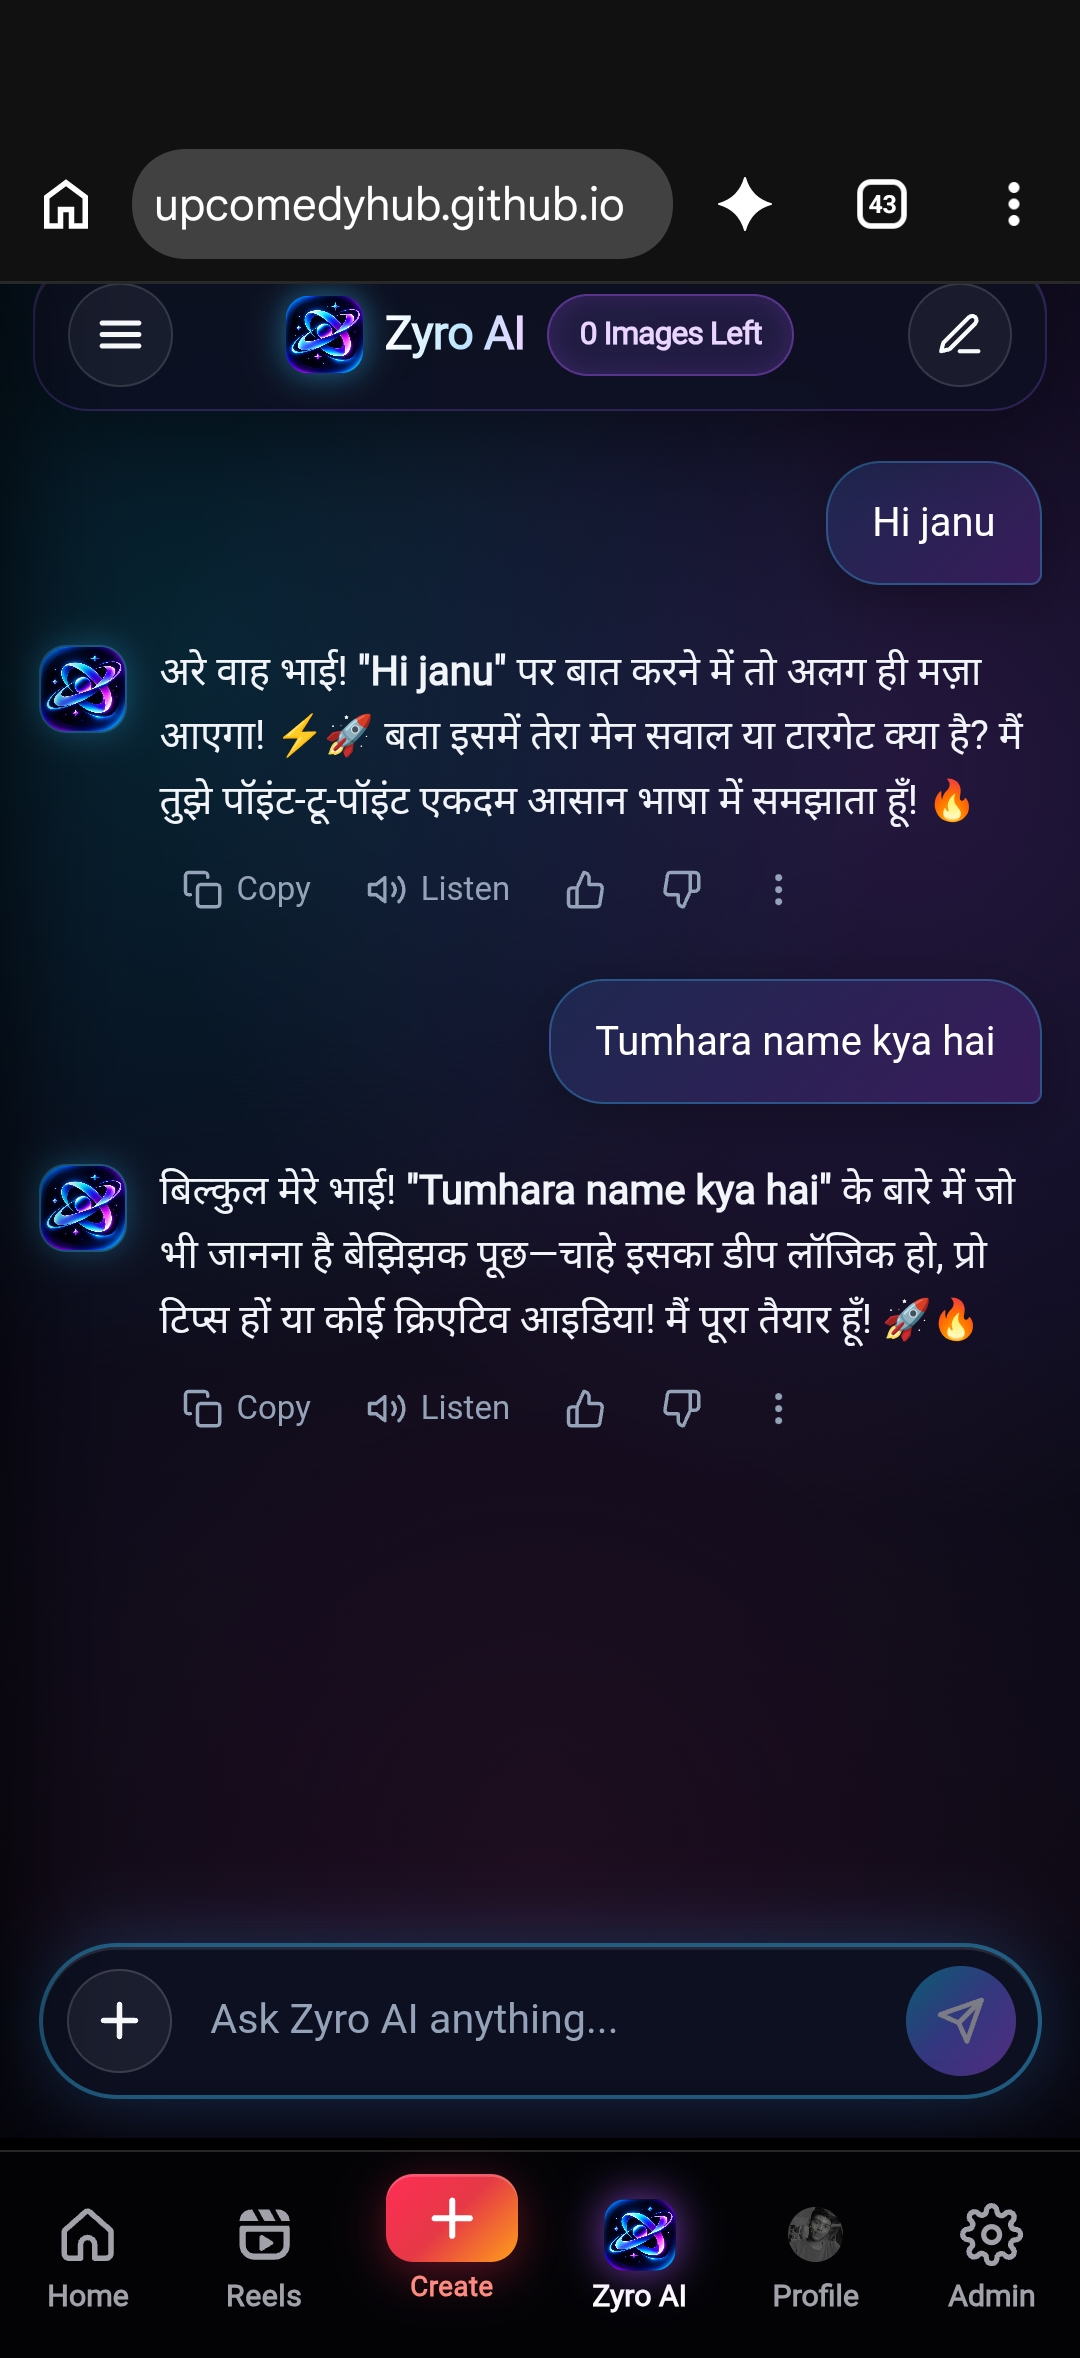 upcomedyhub.github.io
43
Zyro AI
0 Images Left
Hi janu
अरे वाह भाई! "Hi janu" पर बात करने में तो अलग ही मज़ा
आएगा! ⚡🚀 बता इसमें तेरा मेन सवाल या टारगेट क्या है? मैं
तुझे पॉइंट-टू-पॉइंट एकदम आसान भाषा में समझाता हूँ! 🔥
Copy Listen
Tumhara name kya hai
बिल्कुल मेरे भाई! "Tumhara name kya hai" के बारे में जो
भी जानना है बेझिझक पूछ—चाहे इसका डीप लॉजिक हो, प्रो
टिप्स हों या कोई क्रिएटिव आइडिया! मैं पूरा तैयार हूँ! 🚀🔥
Copy Listen
Ask Zyro AI anything...
Home Reels Create Zyro AI Profile Admin